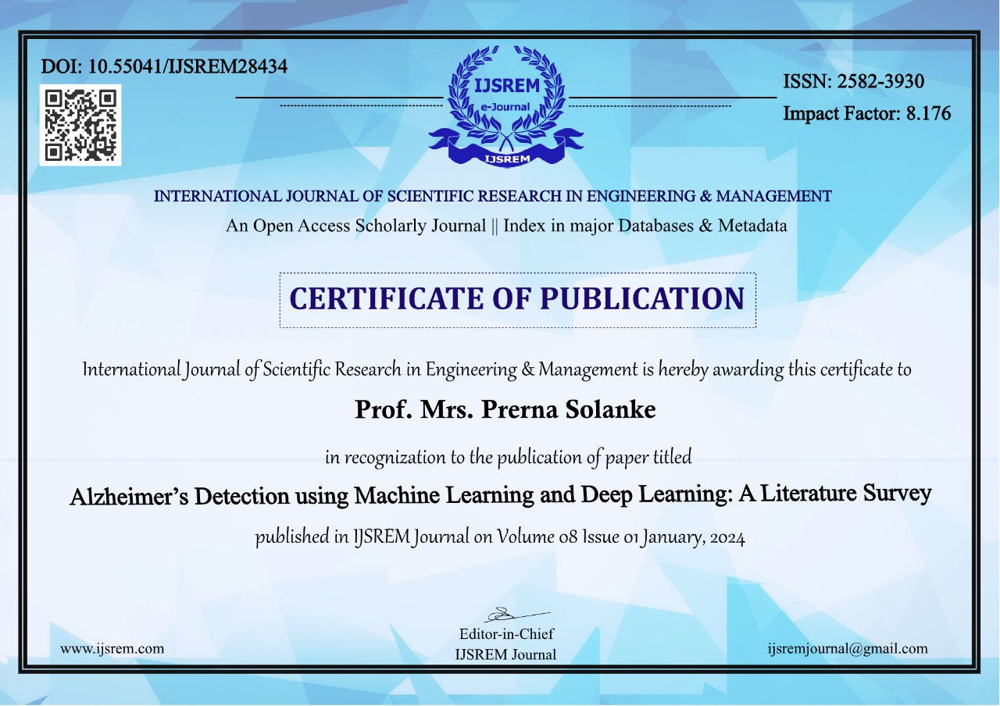 DOI: 10.55041/IJSREM28434
IJSREM
e-Journal
IJSREM
ISSN: 2582-3930
Impact Factor: 8.176
INTERNATIONAL JOURNAL OF SCIENTIFIC RESEARCH IN ENGINEERING & MANAGEMENT
An Open Access Scholarly Journal || Index in major Databases & Metadata
CERTIFICATE OF PUBLICATION
International Journal of Scientific Research in Engineering & Management is hereby awarding this certificate to
Prof. Mrs. Prerna Solanke
in recognization to the publication of paper titled
Alzheimer’s Detection using Machine Learning and Deep Learning: A Literature Survey
published in IJSREM Journal on Volume 08 Issue 01 January, 2024
Editor-in-Chief
IJSREM Journal
www.ijsrem.com
ijsremjournal@gmail.com